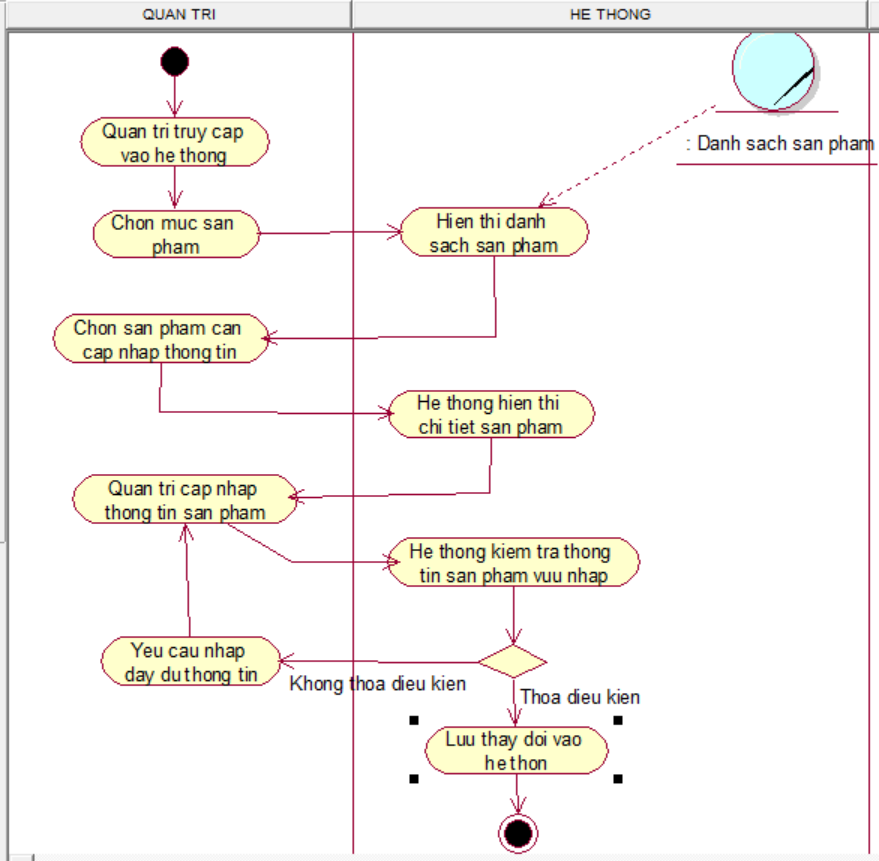 QUAN TRI
HE THONG
Quan tri truy cap
vao he thong
: Danh sach san pham
Chon muc san
pham
Hien thi danh
sach san pham
Chon san pham can
cap nhap thong tin
He thong hien thi
chi tiet san pham
Quan tri cap nhap
thong tin san pham
He thong kiem tra thong
tin san pham vuu nhap
Yeu cau nhap
day du thong tin
Khong thoa dieu kien
Thoa dieu kien
Luu thay doi vao
he thon